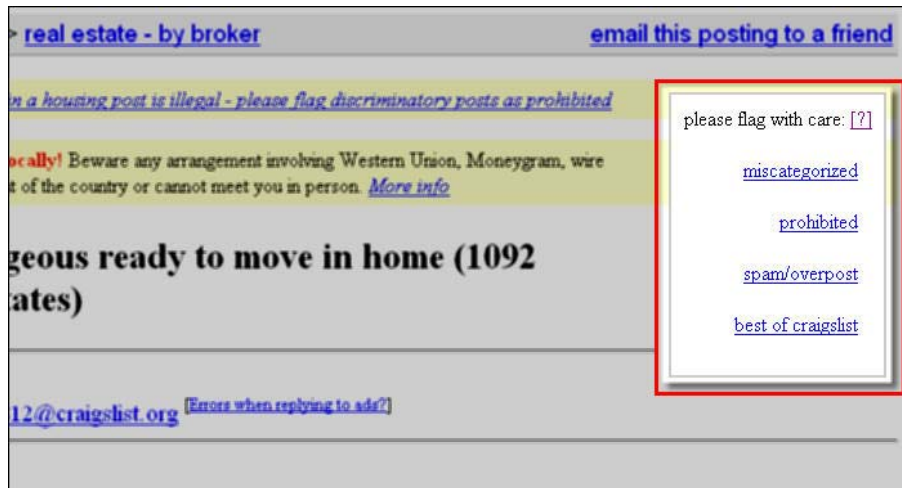 > real estate - by broker
email this posting to a friend
in a housing post is illegal - please flag discriminatory posts as prohibited
ocally! Beware any arrangement involving Western Union, Moneygram, wire
t of the country or cannot meet you in person. More info
geous ready to move in home (1092
tates)
12@craigslist.org [Errors when replying to ads?]
please flag with care: [?]
miscategorized
prohibited
spam/overpost
best of craigslist